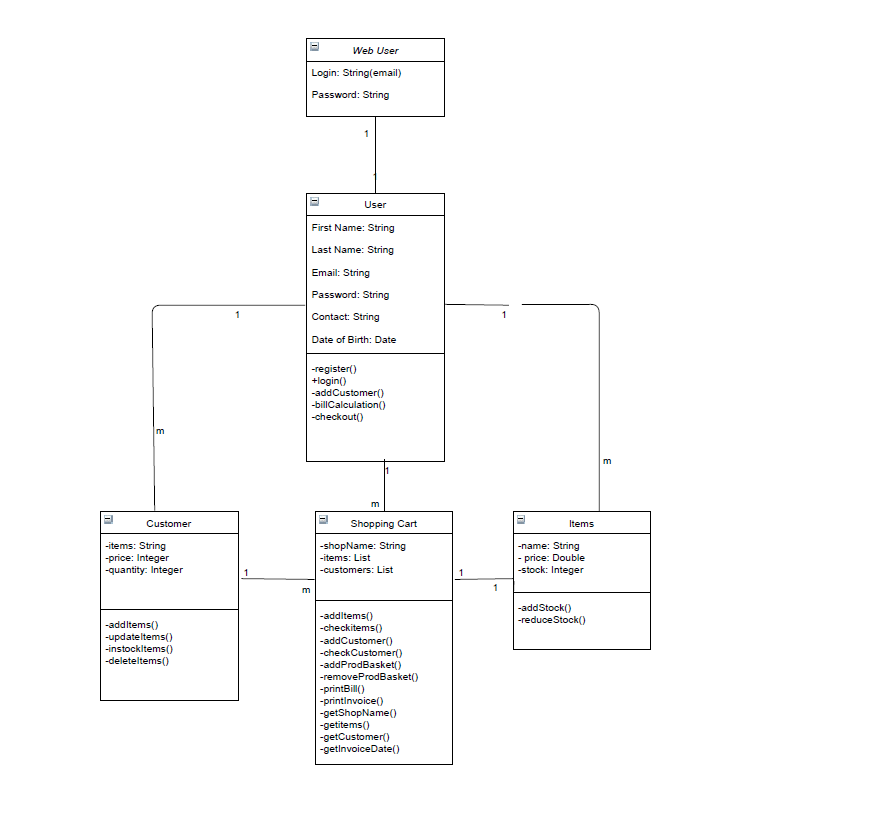 Web User
Login: String(email)
Password: String
1
1
User
First Name: String
Last Name: String
Email: String
Password: String
Contact: String
Date of Birth: Date
-register()
+login()
-addCustomer()
-billCalculation()
-checkout()
1
1
m
m
1
m
Customer
-items: String
-price: Integer
-quantity: Integer
-addItems()
-updateItems()
-instockItems()
-deleteItems()
1
m
Shopping Cart
-shopName: String
-items: List
-customers: List
-addItems()
-checkitems()
-addCustomer()
-checkCustomer()
-addProdBasket()
-removeProdBasket()
-printBill()
-printInvoice()
-getShopName()
-getitems()
-getCustomer()
-getInvoiceDate()
1
1
Items
-name: String
- price: Double
-stock: Integer
-addStock()
-reduceStock()